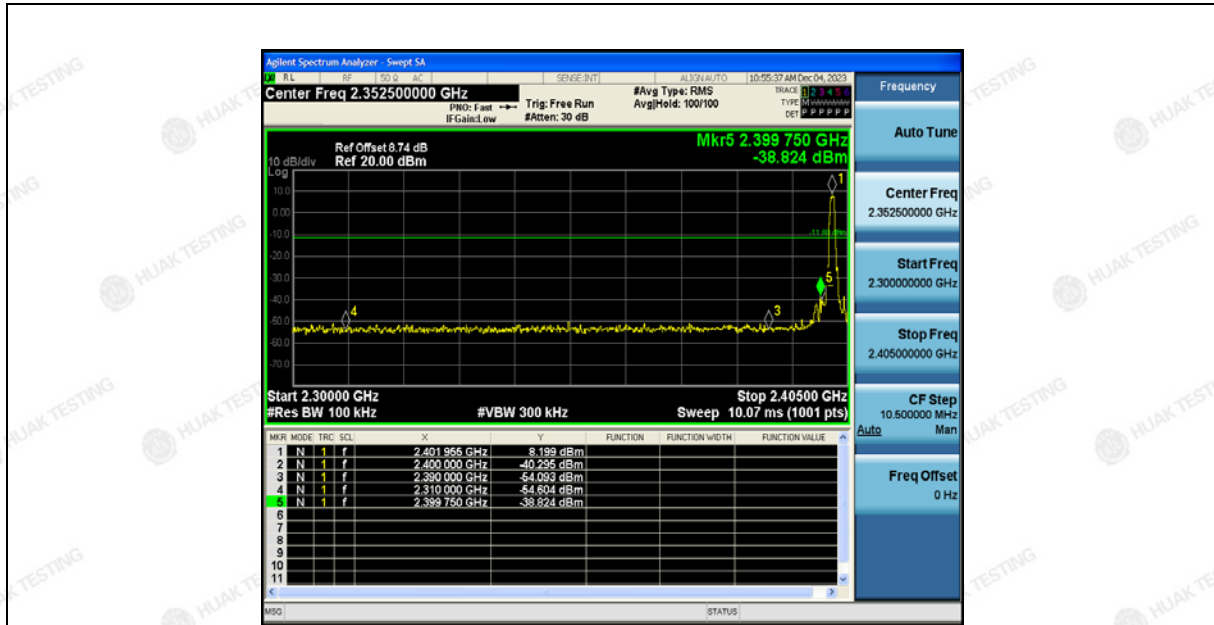 Agilent Spectrum Analyzer - Swept SA
RL RF 50 Ω AC SENSE:INT ALIGN AUTO 10:55:37 AM Dec 04, 2023
Center Freq 2.352500000 GHz
PNO: Fast
IFGain:Low
Trig: Free Run
#Atten: 30 dB
#Avg Type: RMS
Avg|Hold: 100/100
TRACE 1 2 3 4 5 6
TYPE M
DET P P P P P P
Ref Offset 8.74 dB
10 dB/div Ref 20.00 dBm
Log
Mkr5 2.399 750 GHz
-38.824 dBm
10.0
0.00
-10.0
-20.0
-30.0
-40.0
-50.0
-60.0
-70.0
1
5
4
3
Start 2.30000 GHz Stop 2.40500 GHz
#Res BW 100 kHz #VBW 300 kHz Sweep 10.07 ms (1001 pts)
MKR MODE TRC SCL X Y FUNCTION FUNCTION WIDTH FUNCTION VALUE
1 N 1 f 2.401 955 GHz 8.199 dBm
2 N 1 f 2.400 000 GHz -40.295 dBm
3 N 1 f 2.390 000 GHz -54.093 dBm
4 N 1 f 2.310 000 GHz -54.604 dBm
5 N 1 f 2.399 750 GHz -38.824 dBm
6
7
8
9
10
11
MSG STATUS
Frequency
Auto Tune
Center Freq
2.352500000 GHz
Start Freq
2.300000000 GHz
Stop Freq
2.405000000 GHz
CF Step
10.500000 MHz
Auto Man
Freq Offset
0 Hz
HUAK TESTING
HUAK TESTING
HUAK TESTING
HUAK TESTING